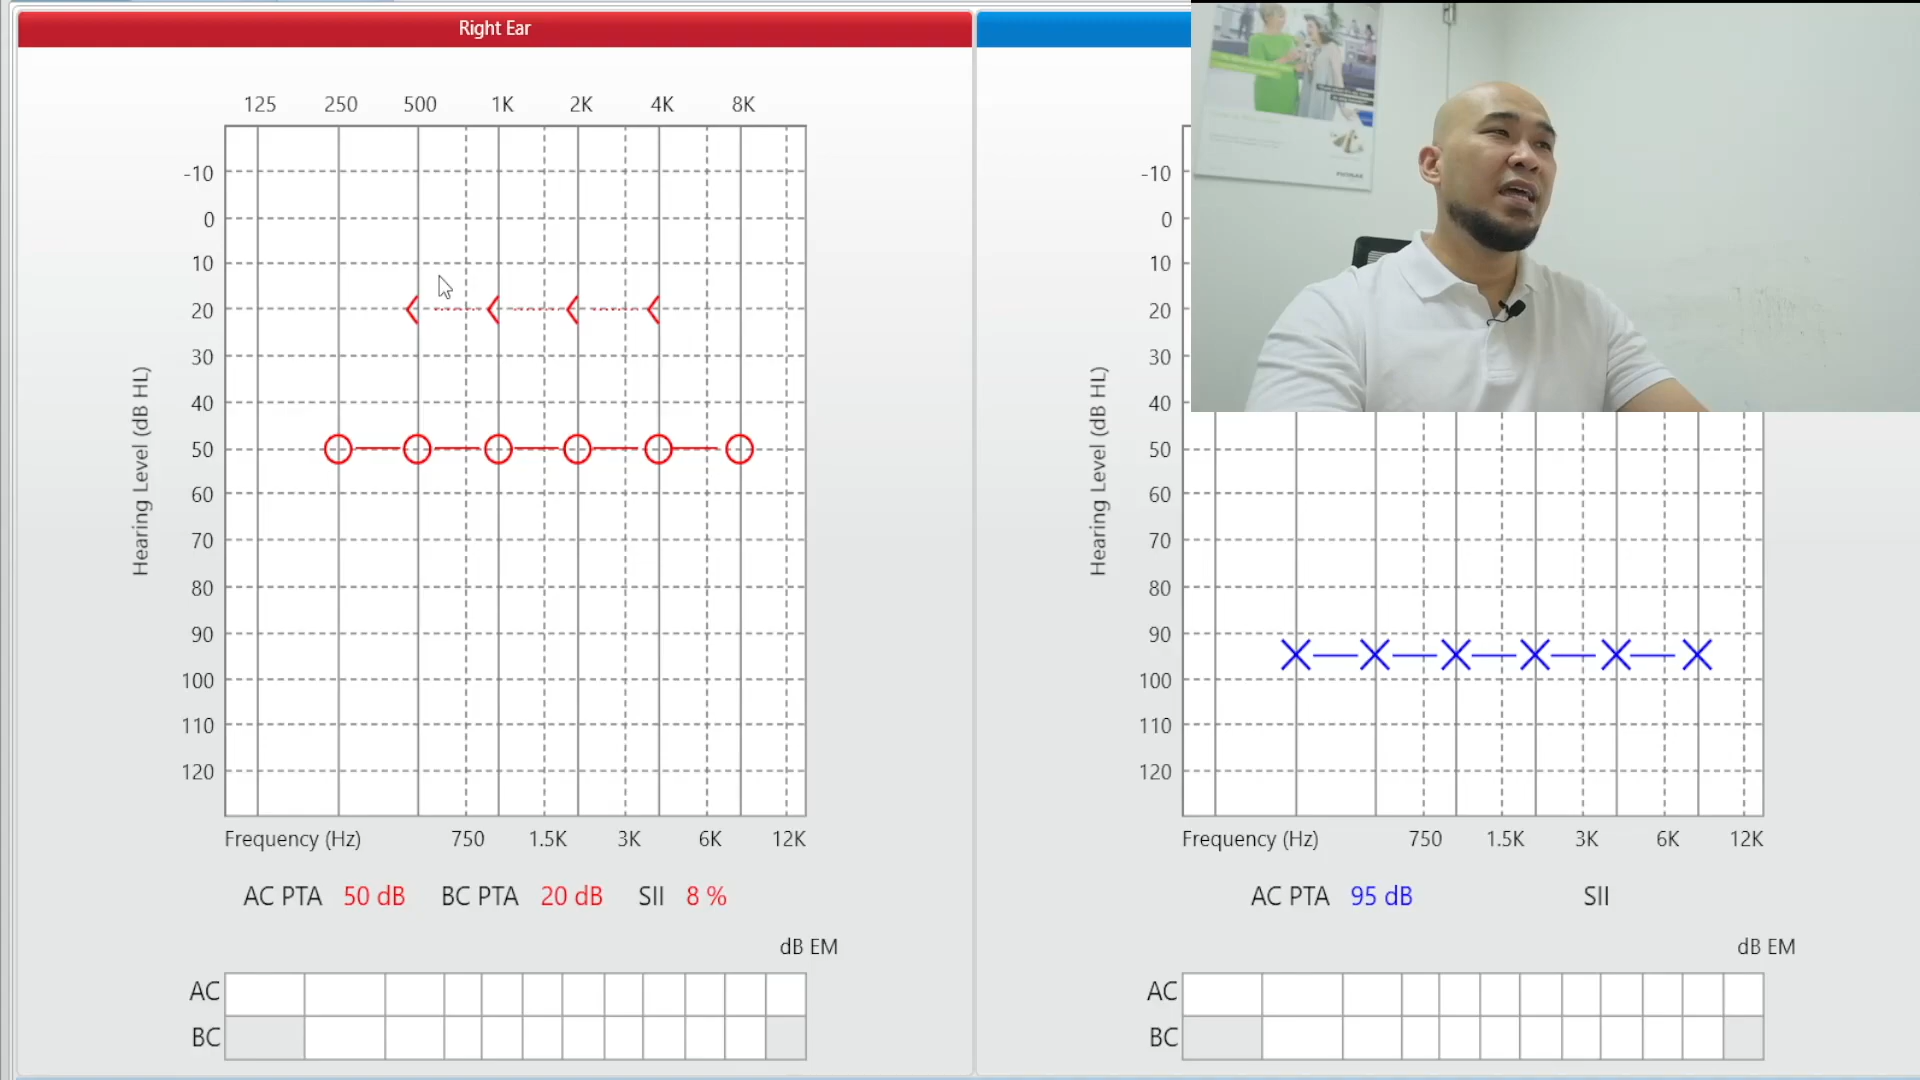 Right Ear
125 250 500 1K 2K 4K 8K
-10
0
10
20
30
40
50
60
70
80
90
100
110
120
Hearing Level (dB HL)
Frequency (Hz) 750 1.5K 3K 6K 12K
AC PTA 50 dB BC PTA 20 dB SII 8 %
dB EM
AC
BC
-10
0
10
20
30
40
50
60
70
80
90
100
110
120
Hearing Level (dB HL)
Frequency (Hz) 750 1.5K 3K 6K 12K
AC PTA 95 dB SII
dB EM
AC
BC